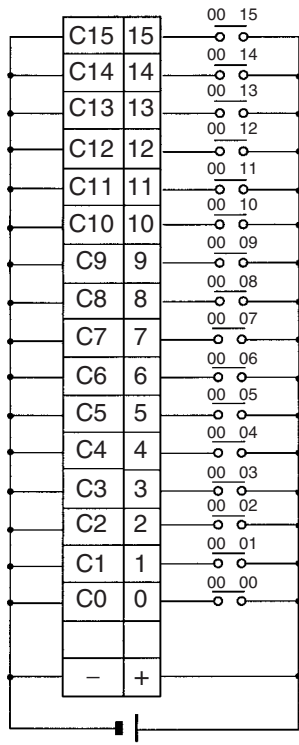 00 15
C15 15
00 14
C14 14
00 13
C13 13
00 12
C12 12
00 11
C11 11
00 10
C10 10
00 09
C9 9
00 08
C8 8
00 07
C7 7
00 06
C6 6
00 05
C5 5
00 04
C4 4
00 03
C3 3
00 02
C2 2
00 01
C1 1
00 00
C0 0
− +